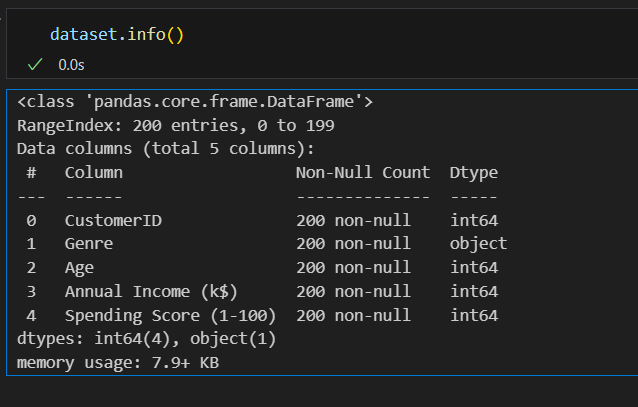 dataset.info()
0.0s
<class 'pandas.core.frame.DataFrame'>
RangeIndex: 200 entries, 0 to 199
Data columns (total 5 columns):
 #   Column                  Non-Null Count  Dtype
---  ------                  --------------  -----
 0   CustomerID              200 non-null    int64
 1   Genre                   200 non-null    object
 2   Age                     200 non-null    int64
 3   Annual Income (k$)      200 non-null    int64
 4   Spending Score (1-100)  200 non-null    int64
dtypes: int64(4), object(1)
memory usage: 7.9+ KB